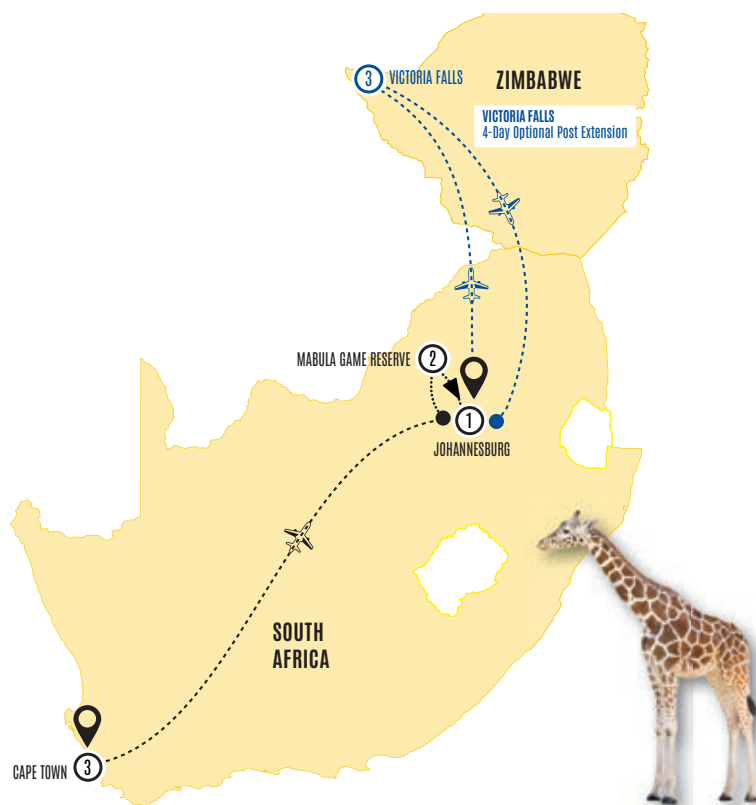 3
VICTORIA FALLS
ZIMBABWE
VICTORIA FALLS
4-Day Optional Post Extension
MABULA GAME RESERVE
2
1
JOHANNESBURG
SOUTH
AFRICA
CAPE TOWN
3